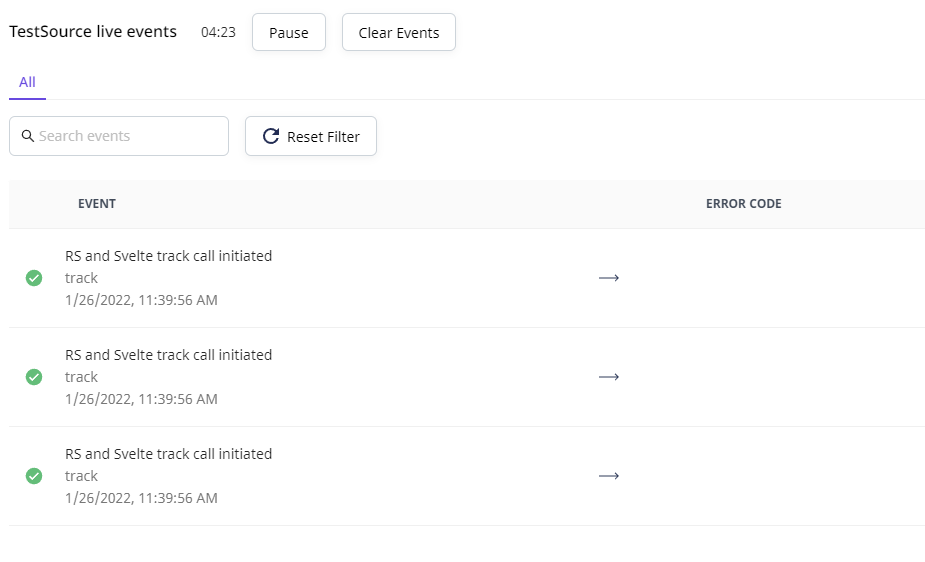 TestSource live events 04:23 Pause Clear Events
All
Search events Reset Filter
EVENT ERROR CODE
RS and Svelte track call initiated
track
1/26/2022, 11:39:56 AM
RS and Svelte track call initiated
track
1/26/2022, 11:39:56 AM
RS and Svelte track call initiated
track
1/26/2022, 11:39:56 AM